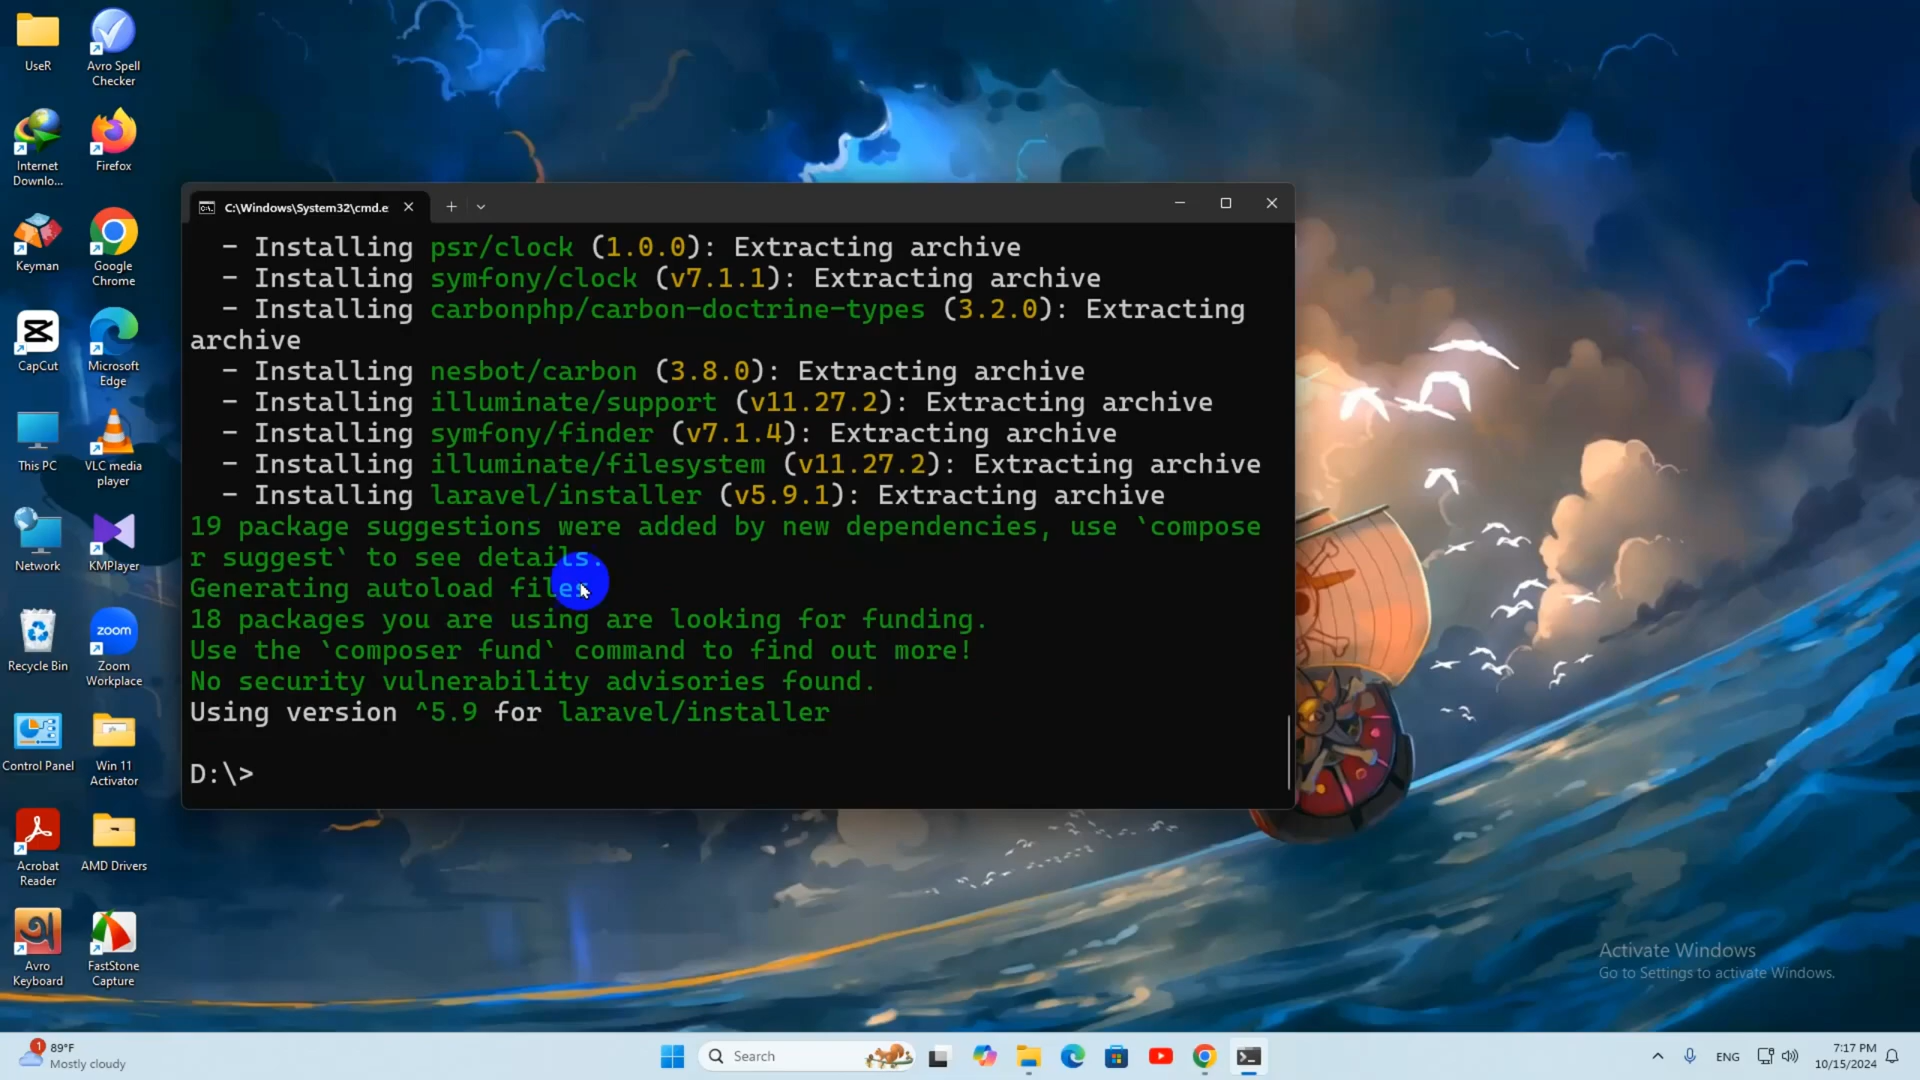 UseR
Avro Spell
Checker
Internet
Downlo...
Firefox
Keyman
Google
Chrome
CapCut
Microsoft
Edge
This PC
VLC media
player
Network
KMPlayer
Recycle Bin
zoom
Zoom
Workplace
Control Panel
Win 11
Activator
Acrobat
Reader
AMD Drivers
Avro
Keyboard
FastStone
Capture
C:\Windows\System32\cmd.e
- Installing psr/clock (1.0.0): Extracting archive
- Installing symfony/clock (v7.1.1): Extracting archive
- Installing carbonphp/carbon-doctrine-types (3.2.0): Extracting
archive
- Installing nesbot/carbon (3.8.0): Extracting archive
- Installing illuminate/support (v11.27.2): Extracting archive
- Installing symfony/finder (v7.1.4): Extracting archive
- Installing illuminate/filesystem (v11.27.2): Extracting archive
- Installing laravel/installer (v5.9.1): Extracting archive
19 package suggestions were added by new dependencies, use `compose
r suggest` to see details.
Generating autoload files
18 packages you are using are looking for funding.
Use the `composer fund` command to find out more!
No security vulnerability advisories found.
Using version ^5.9 for laravel/installer
D:\>
Activate Windows
Go to Settings to activate Windows.
1
89°F
Mostly cloudy
Search
ENG
7:17 PM
10/15/2024